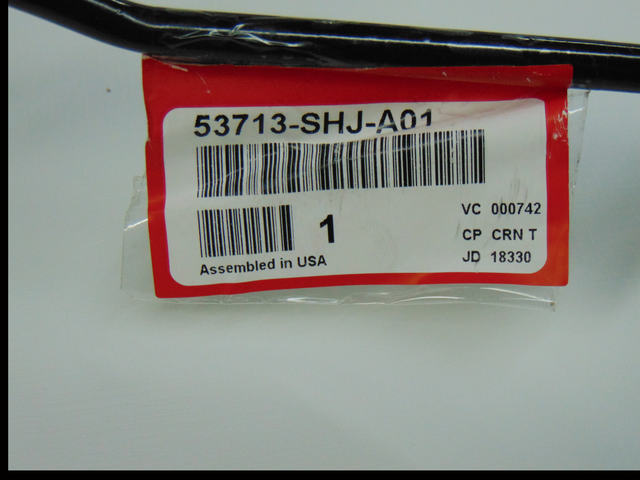 53713-SHJ-A01
1
Assembled in USA
VC 000742
CP CRN T
JD 18330